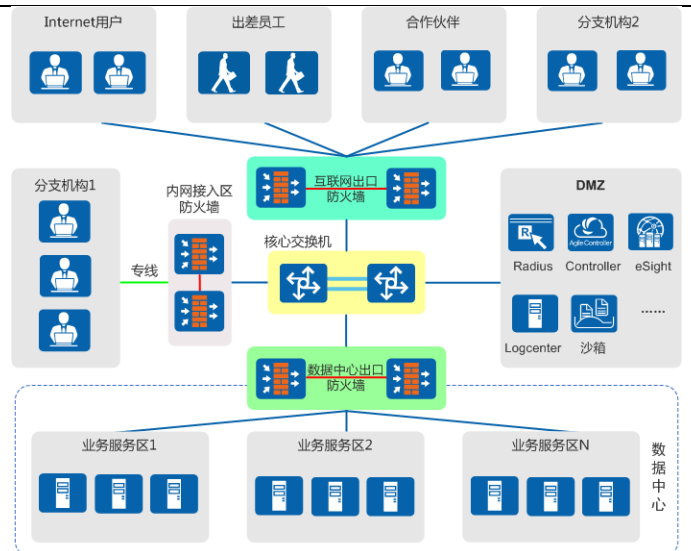 Internet用户
出差员工
合作伙伴
分支机构2
互联网出口
防火墙
分支机构1
内网接入区
防火墙
专线
核心交换机
DMZ
R
Agile Controller
Radius
Controller
eSight
Logcenter
沙箱
……
数据中心出口
防火墙
业务服务区1
业务服务区2
业务服务区N
数据中心